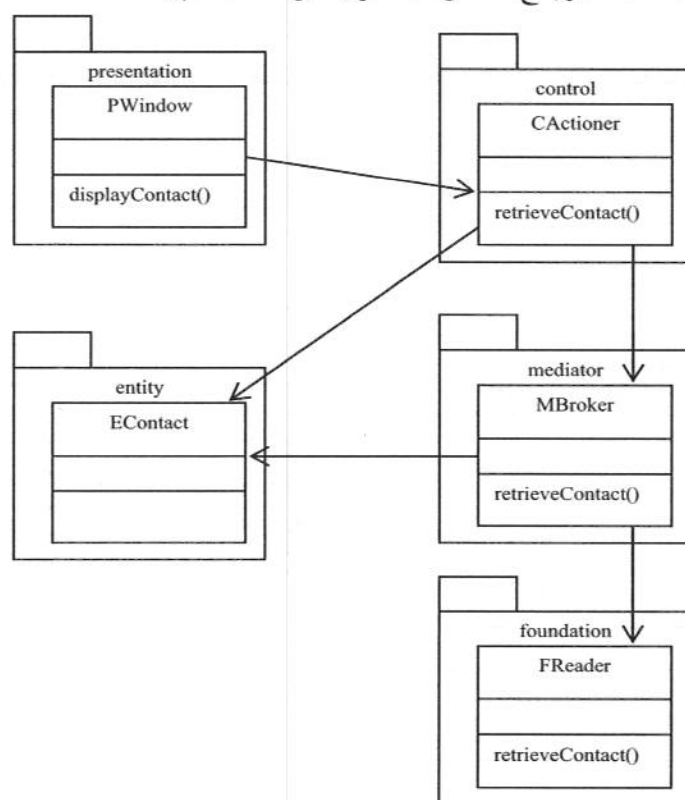 presentation
PWindow
displayContact()
control
CActioner
retrieveContact()
entity
EContact
mediator
MBroker
retrieveContact()
foundation
FReader
retrieveContact()